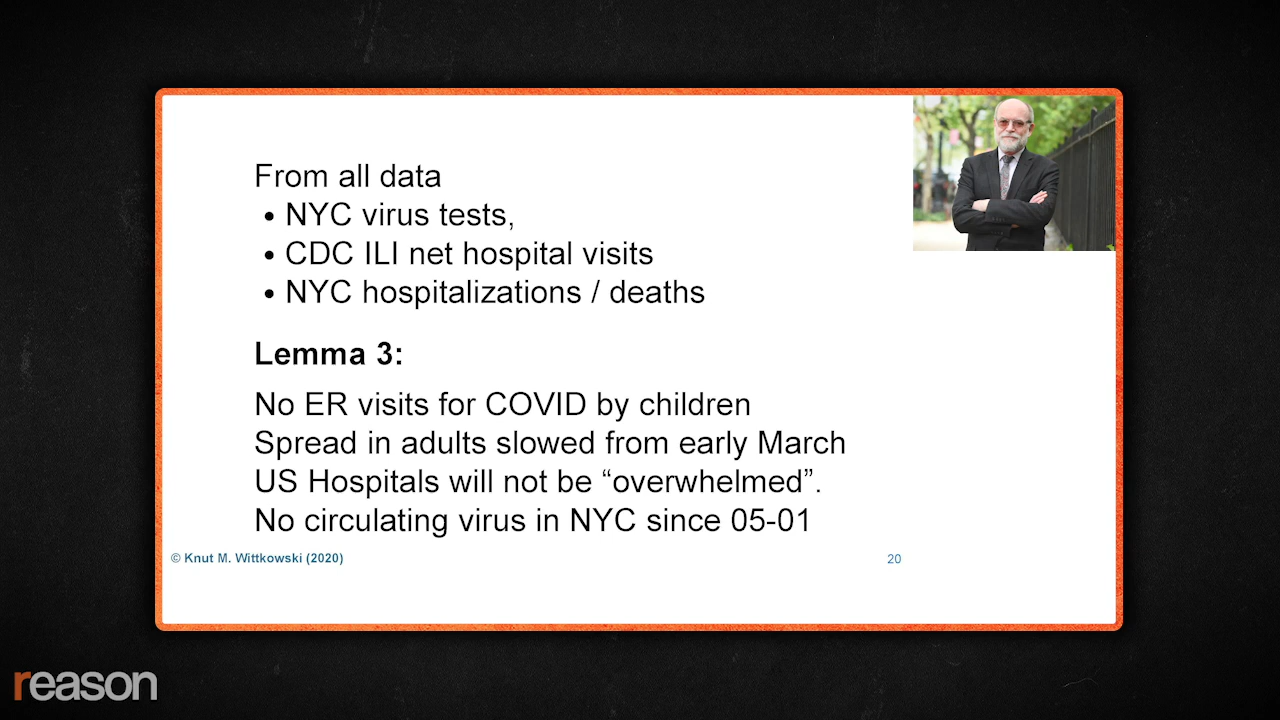 From all data
• NYC virus tests,
• CDC ILI net hospital visits
• NYC hospitalizations / deaths
Lemma 3:
No ER visits for COVID by children
Spread in adults slowed from early March
US Hospitals will not be “overwhelmed”.
No circulating virus in NYC since 05-01
© Knut M. Wittkowski (2020)
20
reason